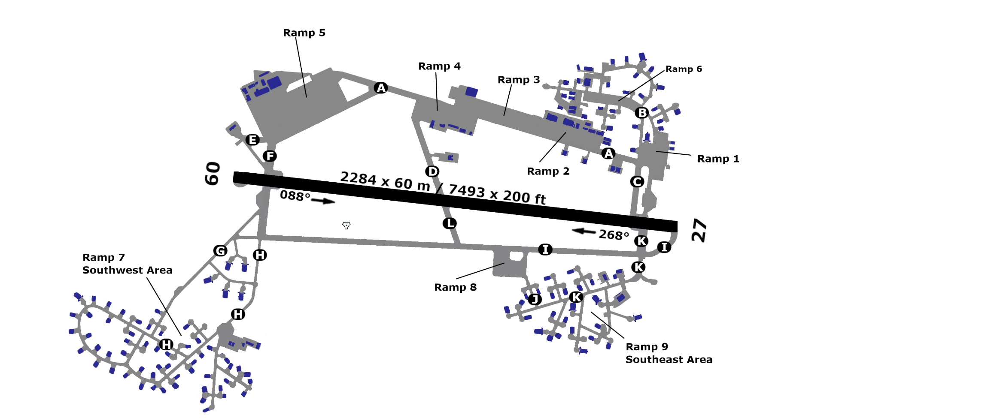 Ramp 5
Ramp 4
Ramp 3
Ramp 6
A
B
E
F
A
Ramp 1
D
Ramp 2
C
09
2284 x 60 m / 7493 x 200 ft
088°
L
27
268°
K
I
I
G
H
K
Ramp 7
Southwest Area
Ramp 8
J
K
H
H
Ramp 9
Southeast Area